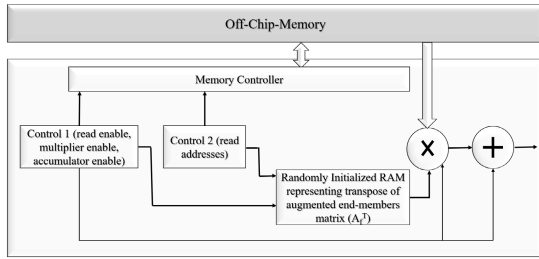 Off-Chip-Memory
Memory Controller
Control 1 (read enable,
multiplier enable,
accumulator enable)
Control 2 (read
addresses)
Randomly Initialized RAM
representing transpose of
augmented end-members
matrix (AfT)
X
+